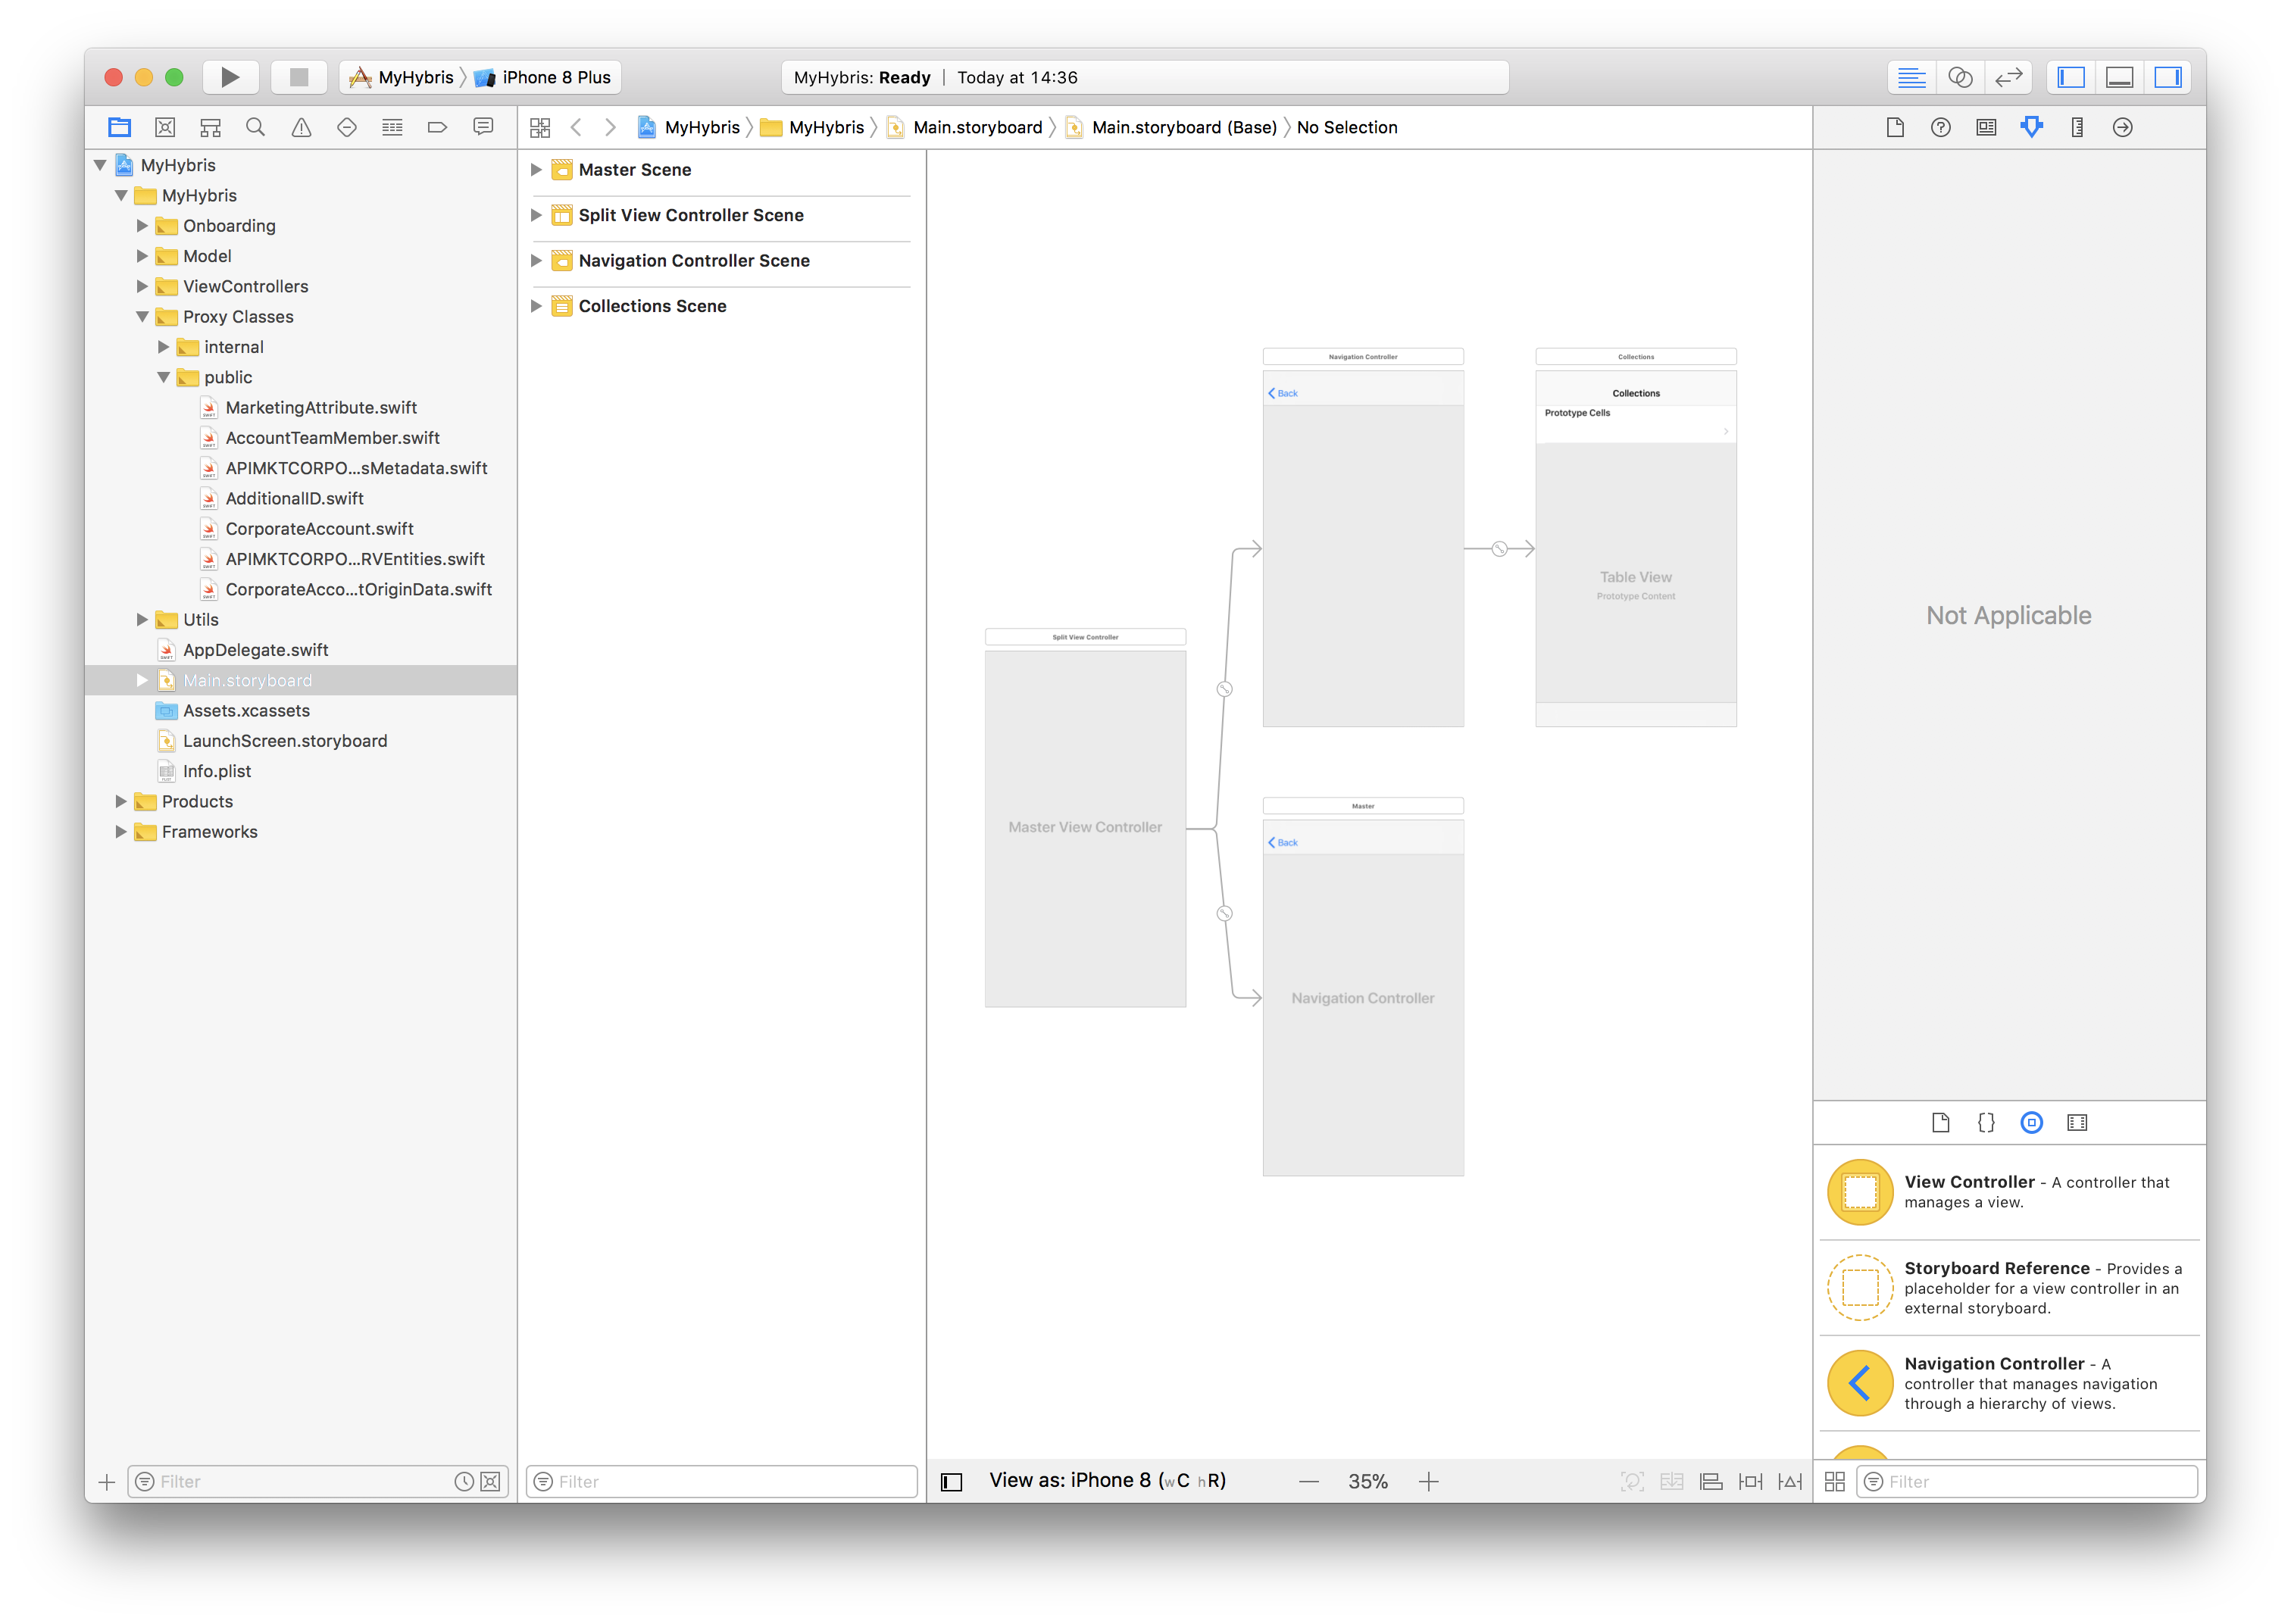 MyHybris
iPhone 8 Plus
MyHybris: Ready
Today at 14:36
MyHybris
MyHybris
Main.storyboard
Main.storyboard (Base)
No Selection
MyHybris
MyHybris
Onboarding
Model
ViewControllers
Proxy Classes
internal
public
MarketingAttribute.swift
AccountTeamMember.swift
APIMKTCORPO...sMetadata.swift
AdditionalID.swift
CorporateAccount.swift
APIMKTCORPO...RVEntities.swift
CorporateAcco...tOriginData.swift
Utils
AppDelegate.swift
Main.storyboard
Assets.xcassets
LaunchScreen.storyboard
Info.plist
Products
Frameworks
Filter
Master Scene
Split View Controller Scene
Navigation Controller Scene
Collections Scene
Filter
Split View Controller
Master View Controller
Navigation Controller
Back
Collections
Collections
Prototype Cells
Table View
Prototype Content
Master
Back
Navigation Controller
View as: iPhone 8 (wC hR)
35%
Not Applicable
View Controller - A controller that
manages a view.
Storyboard Reference - Provides a
placeholder for a view controller in an
external storyboard.
Navigation Controller - A
controller that manages navigation
through a hierarchy of views.
Filter